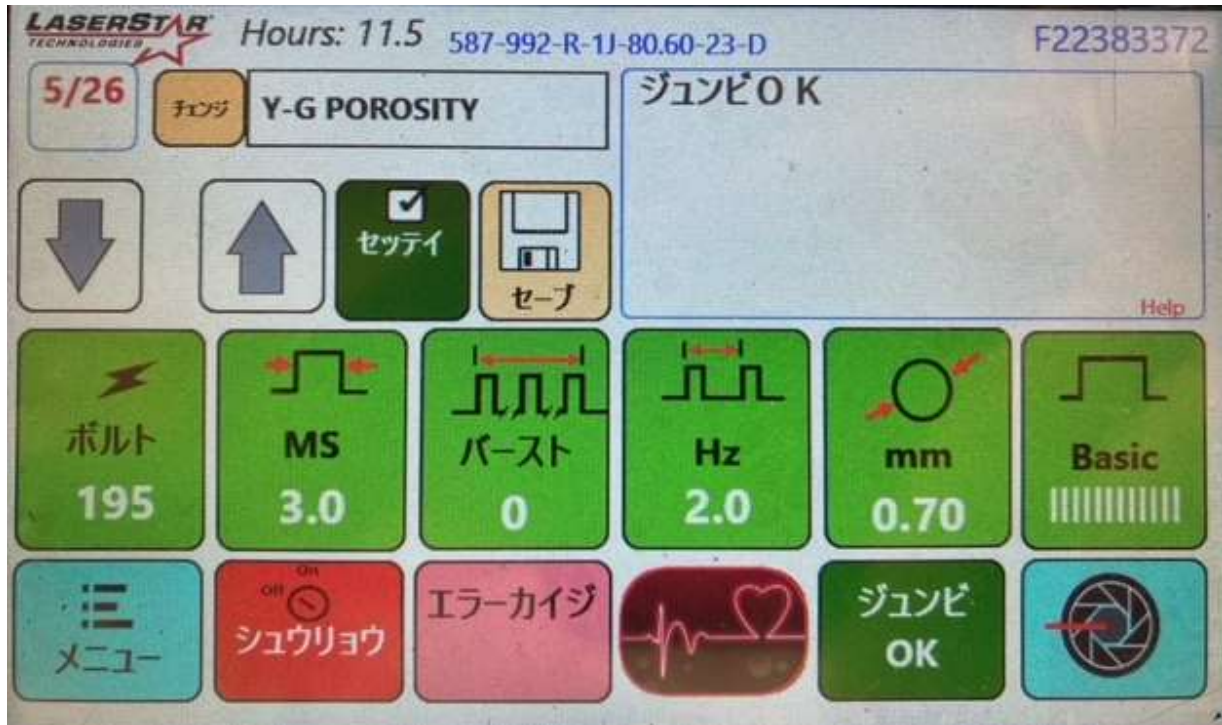 LASERSTAR
TECHNOLOGIES
Hours: 11.5
587-992-R-1J-80.60-23-D
F22383372
5/26
チェンジ
Y-G POROSITY
ジュンビOK
セッテイ
セーブ
Help
ボルト
195
MS
3.0
バースト
0
Hz
2.0
mm
0.70
Basic
メニュー
On
Off
シュウリョウ
エラーカイジ
ジュンビ
OK